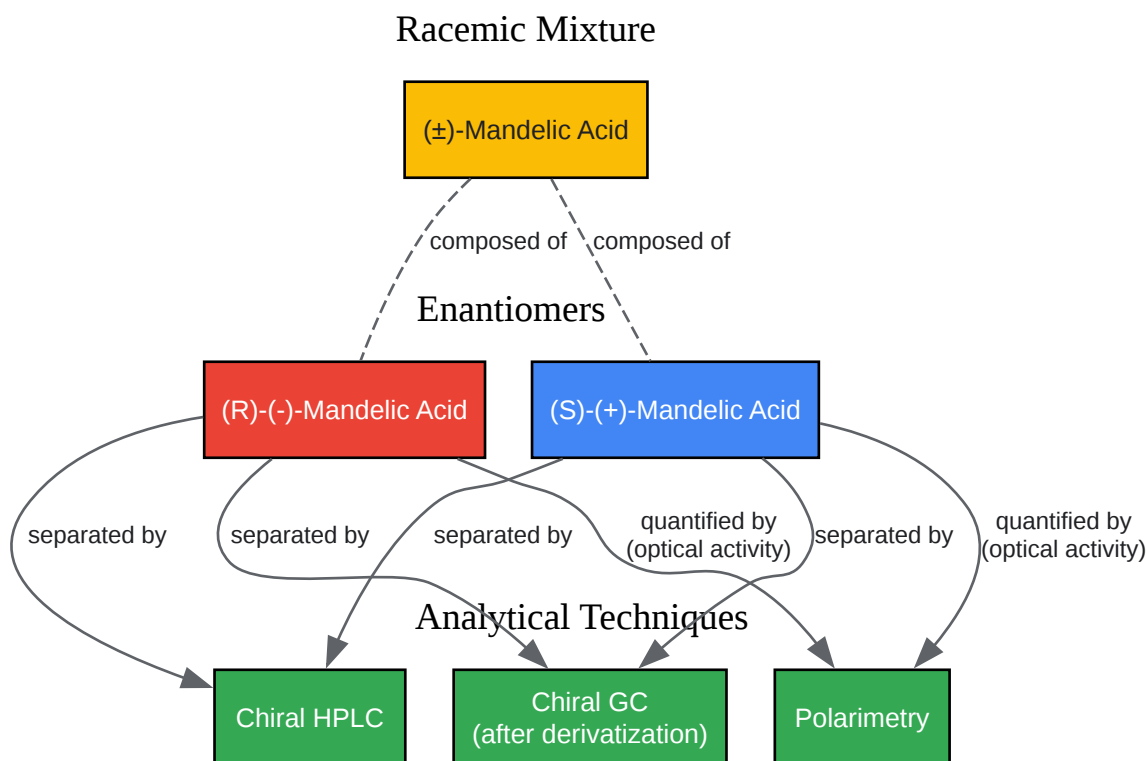 Racemic Mixture
(±)-Mandelic Acid
composed of
composed of
Enantiomers
(R)-(-)-Mandelic Acid
(S)-(+)-Mandelic Acid
separated by
separated by
separated by
quantified by
(optical activity)
separated by
quantified by
(optical activity)
Analytical Techniques
Chiral HPLC
Chiral GC
(after derivatization)
Polarimetry